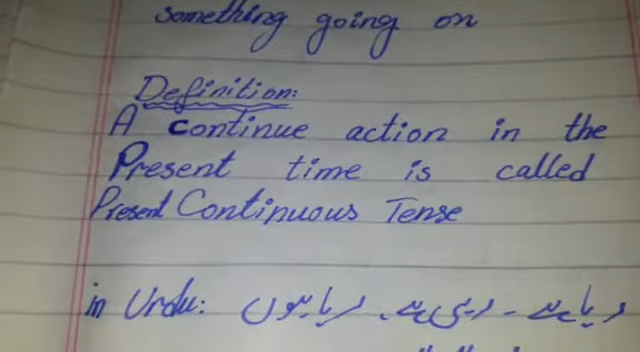 something going on
Definition:
A continue action in the
Present time is called
Present Continuous Tense
in Urdu: رہا ہے - رہی ہے، رہا ہوں